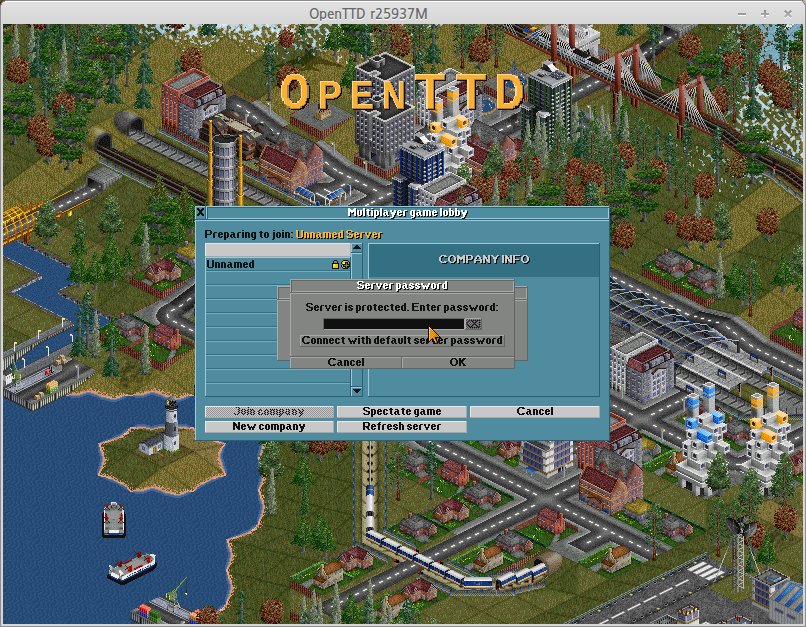 OpenTTD r25937M
OPENTTD
Multiplayer game lobby
Preparing to join: Unnamed Server
Unnamed
COMPANY INFO
Server password
Server is protected. Enter password:
Connect with default server password
Cancel OK
Join company Spectate game Cancel
New company Refresh server